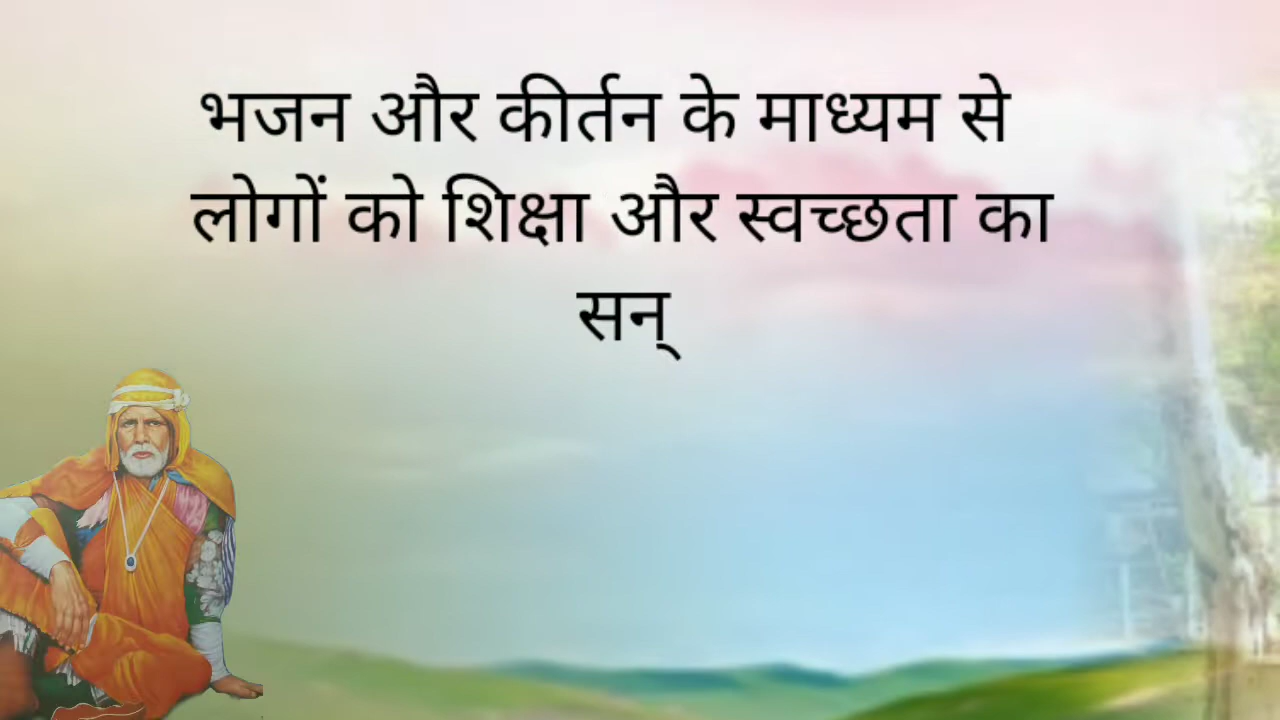 भजन और कीर्तन के माध्यम से
लोगों को शिक्षा और स्वच्छता का
सन्